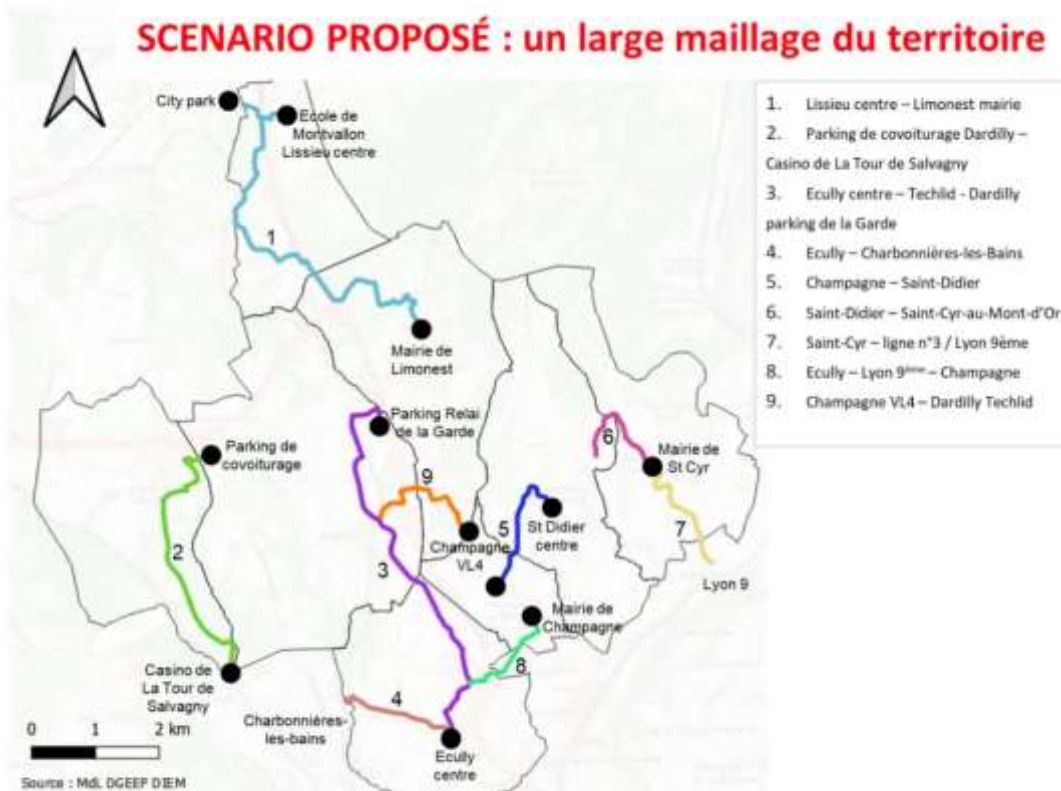 SCENARIO PROPOSÉ : un large maillage du territoire
City park
Ecole de
Montvallon
Lissieu centre
1
Mairie de
Limonest
Parking Relai
de la Garde
Parking de
covoiturage
9
6
Mairie de
St Cyr
2
5
St Didier
centre
Champagne
VL4
7
3
Lyon 9
Mairie de
Champagne
8
Casino de
La Tour de
Salvagny
4
Charbonnières-
les-bains
Ecully
centre
0 1 2 km
Source : MdL DGEEP DIEM
1. Lissieu centre – Limonest mairie
2. Parking de covoiturage Dardilly –
Casino de La Tour de Salvagny
3. Ecully centre – Techlid - Dardilly
parking de la Garde
4. Ecully – Charbonnières-les-Bains
5. Champagne – Saint-Didier
6. Saint-Didier – Saint-Cyr-au-Mont-d'Or
7. Saint-Cyr – ligne n°3 / Lyon 9ème
8. Ecully – Lyon 9ème – Champagne
9. Champagne VL4 – Dardilly Techlid